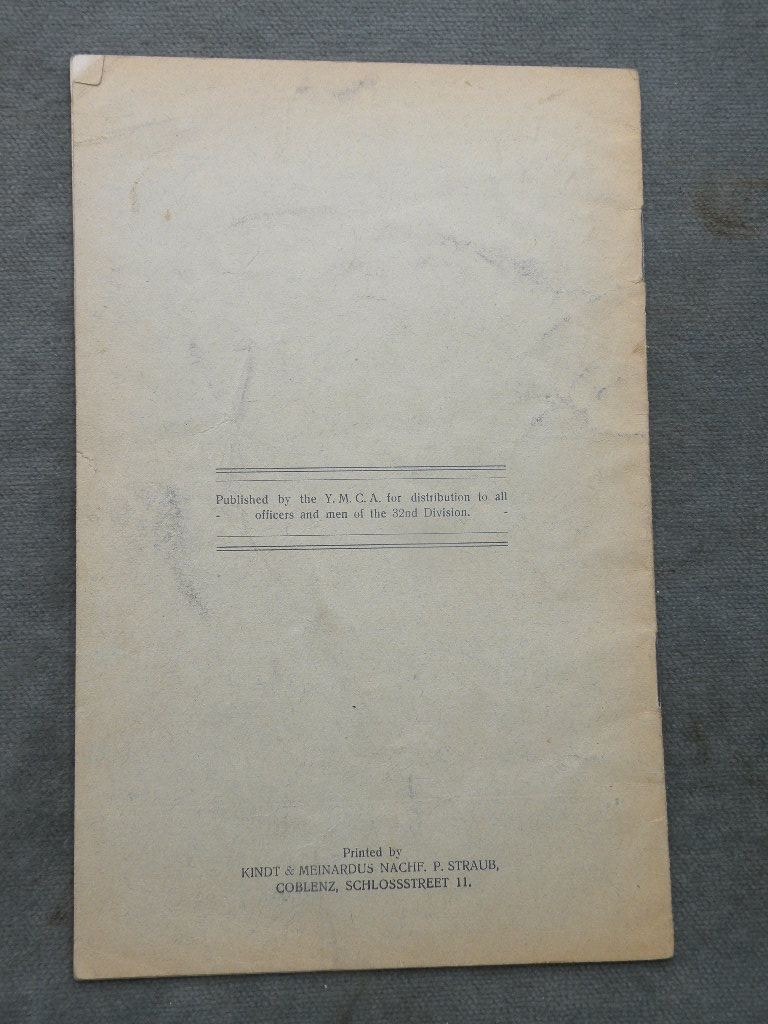 Published by the Y. M. C. A. for distribution to all
- officers and men of the 32nd Division. -
Printed by
KINDT & MEINARDUS NACHF. P. STRAUB,
COBLENZ, SCHLOSSSTREET 11.